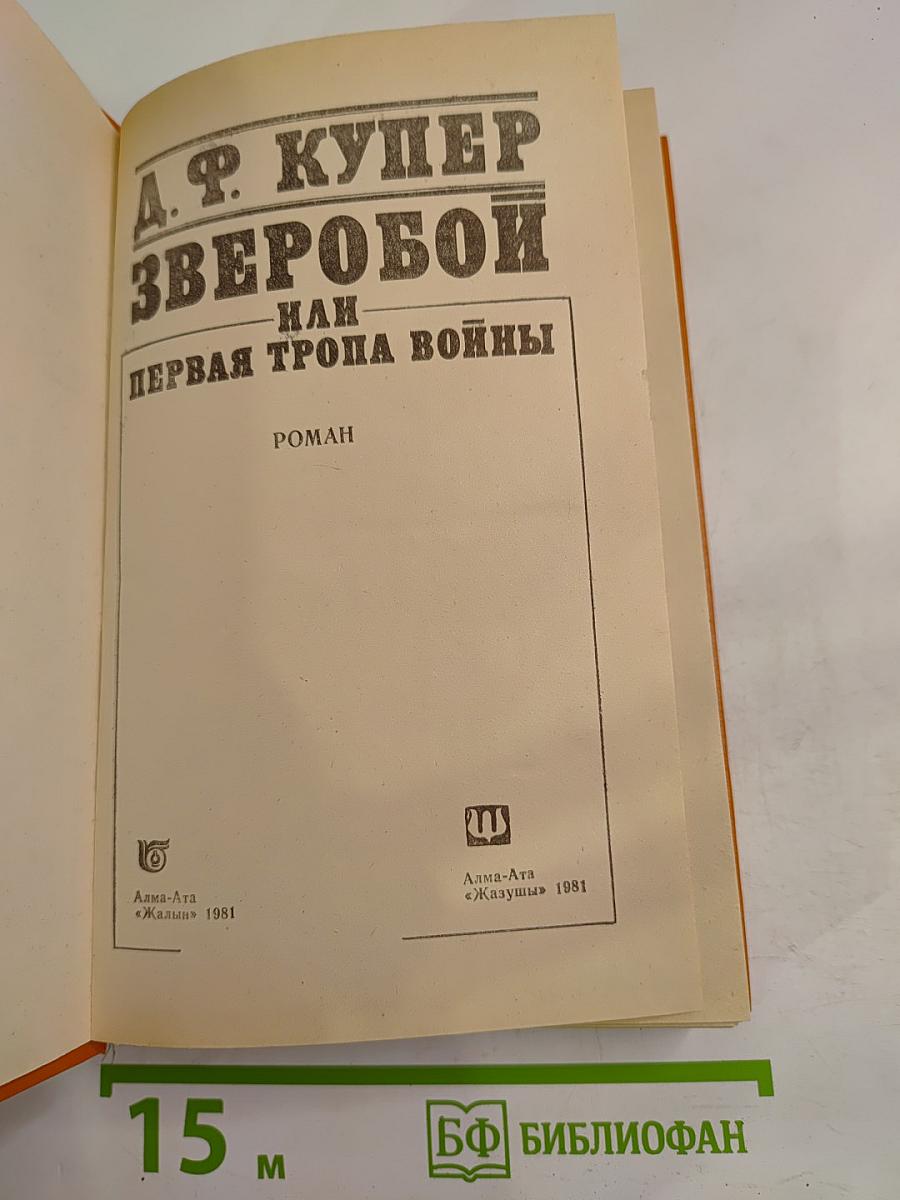 Д. Ф. КУПЕР
ЗВЕРОБОЙ
ИЛИ
ПЕРВАЯ ТРОПА ВОЙНЫ
РОМАН
Алма-Ата
«Жалын» 1981
Алма-Ата
«Жазушы» 1981
15 м
БФ БИБЛИОФАН